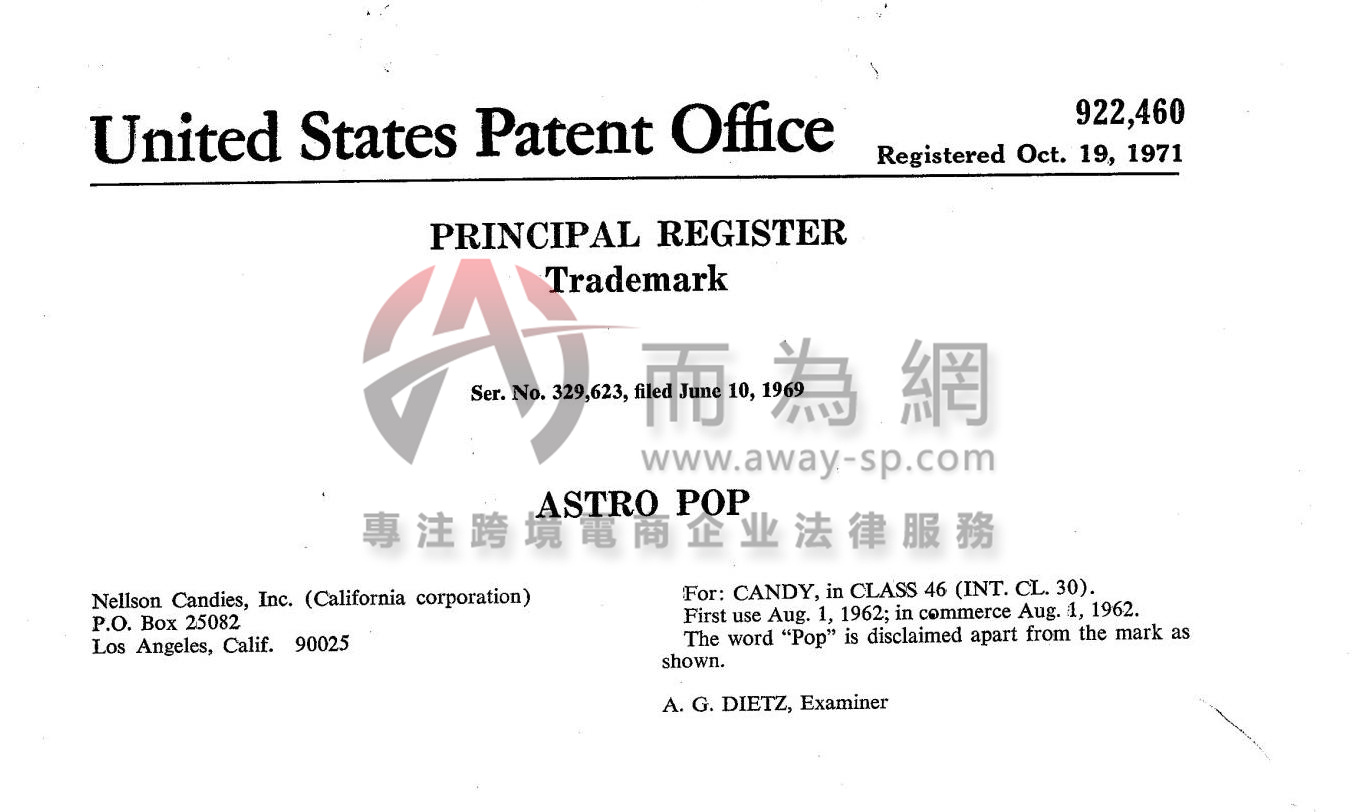 United States Patent Office
922,460
Registered Oct. 19, 1971
PRINCIPAL REGISTER
Trademark
Ser. No. 329,623, filed June 10, 1969
而為網
www.away-sp.com
ASTRO POP
專注跨境電商企业法律服務
Nellson Candies, Inc. (California corporation)
P.O. Box 25082
Los Angeles, Calif. 90025
For: CANDY, in CLASS 46 (INT. CL. 30).
First use Aug. 1, 1962; in commerce Aug. 1, 1962.
The word “Pop” is disclaimed apart from the mark as
shown.
A. G. DIETZ, Examiner